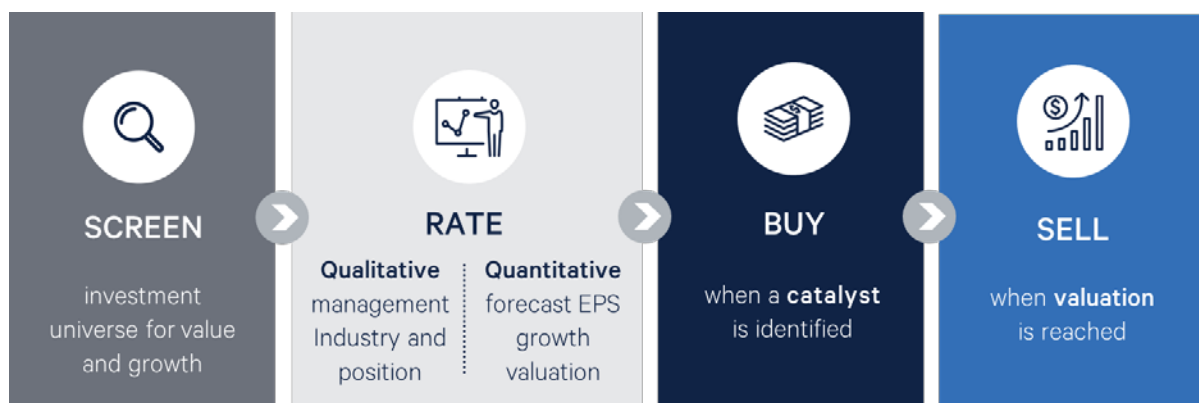 SCREEN
investment
universe for value
and growth
RATE
Qualitative
management
Industry and
position
Quantitative
forecast EPS
growth
valuation
BUY
when a catalyst
is identified
$
SELL
when valuation
is reached